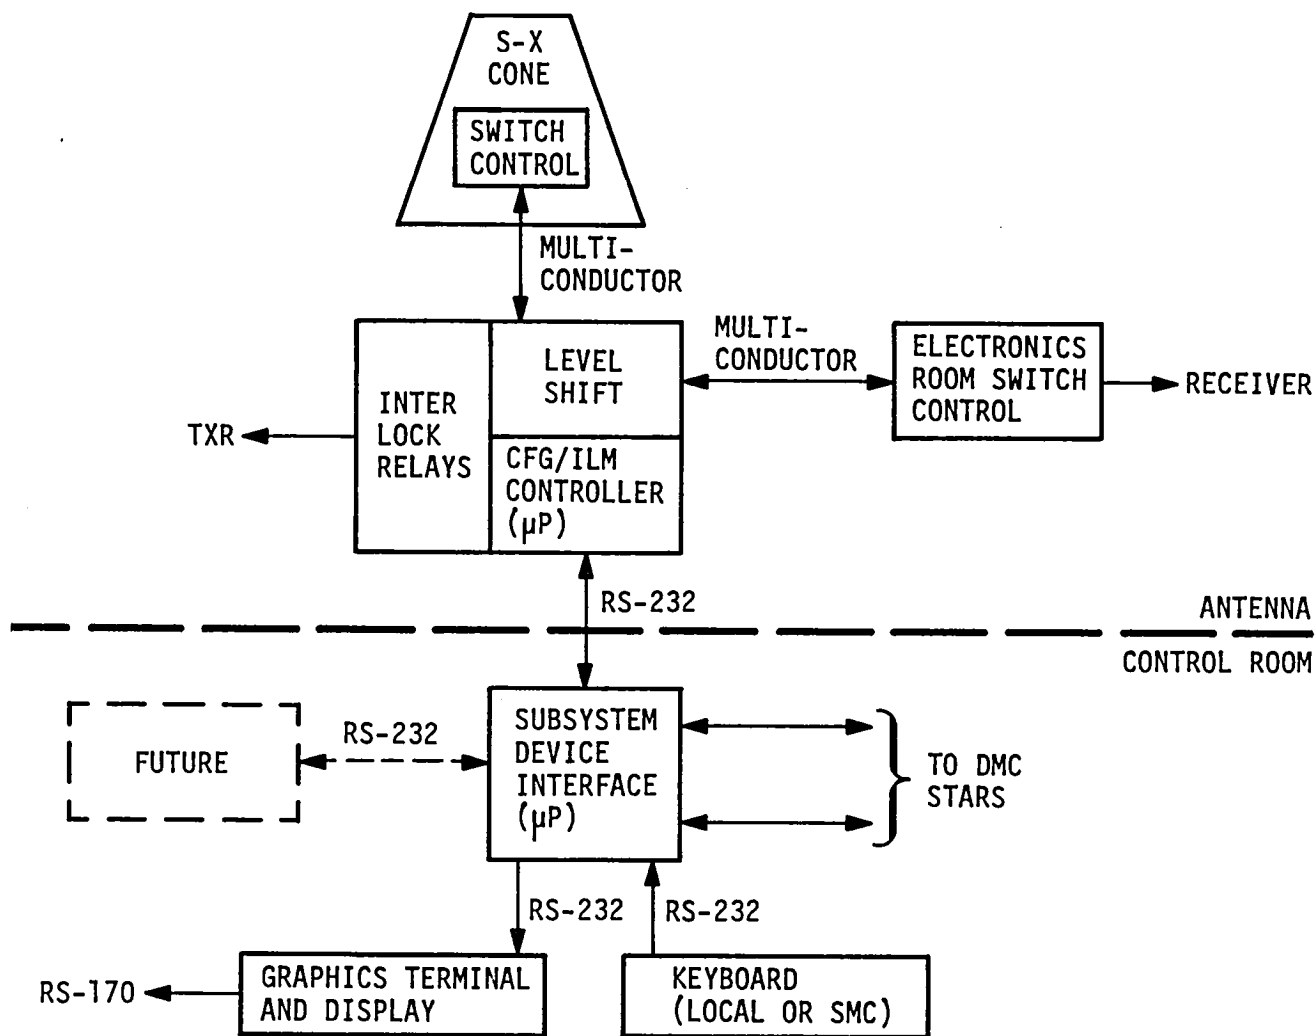 S-X
CONE
SWITCH
CONTROL
MULTI-
CONDUCTOR
INTER
LOCK
RELAYS
LEVEL
SHIFT
CFG/ILM
CONTROLLER
(μP)
TXR
MULTI-
CONDUCTOR
ELECTRONICS
ROOM SWITCH
CONTROL
RECEIVER
RS-232
ANTENNA
CONTROL ROOM
FUTURE
RS-232
SUBSYSTEM
DEVICE
INTERFACE
(μP)
TO DMC
STARS
RS-232
RS-232
RS-170
GRAPHICS TERMINAL
AND DISPLAY
KEYBOARD
(LOCAL OR SMC)